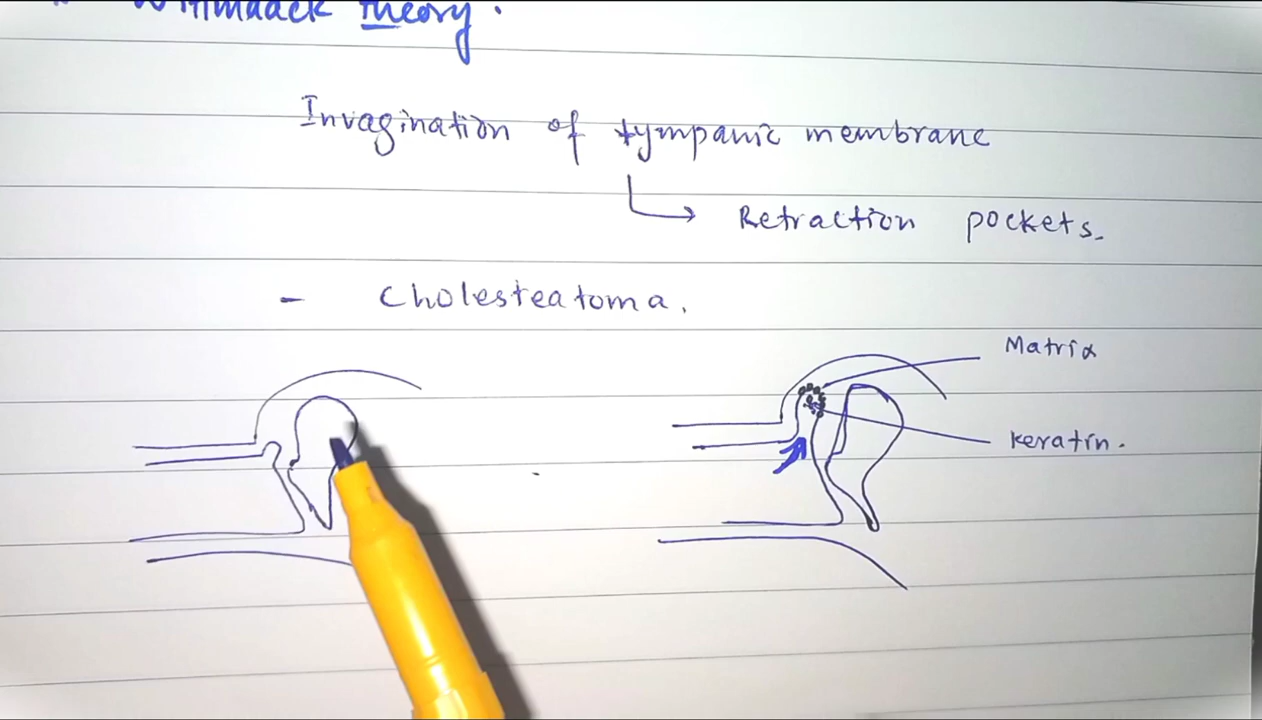 theory.
Invagination of tympanic membrane
Retraction pockets.
- Cholesteatoma.
Matrix
Keratin.